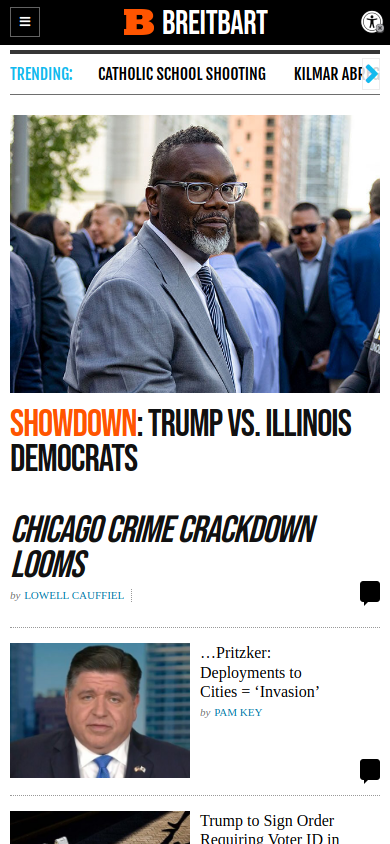 BREITBART
TRENDING:
CATHOLIC SCHOOL SHOOTING
KILMAR
SHOWDOWN: TRUMP VS. ILLINOIS
DEMOCRATS
CHICAGO CRIME CRACKDOWN
LOOMS
by LOWELL CAUFFIEL
…Pritzker:
Deployments to
Cities = ‘Invasion’
by PAM KEY
Trump to Sign Order
Requiring Voter ID in